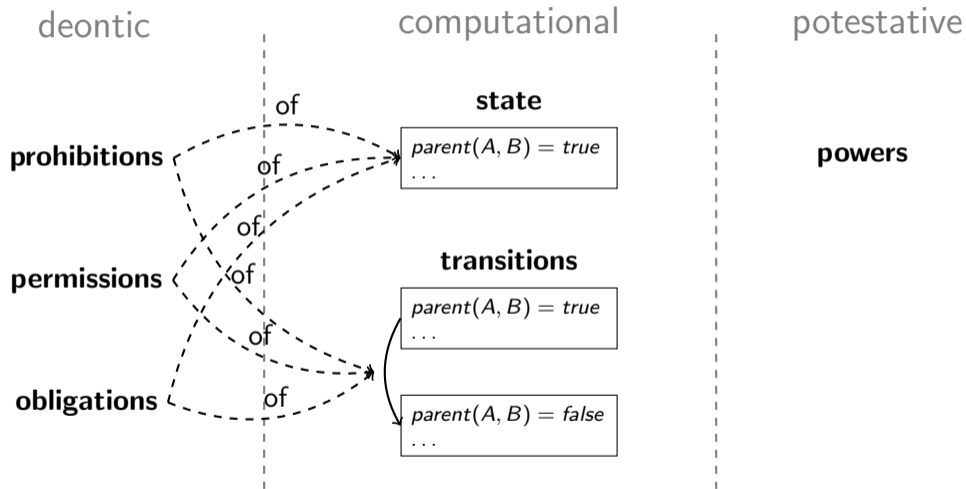 deontic
computational
potestative
of
state
prohibitions
of
parent(A, B) = true
. . .
powers
of
permissions
of
transitions
of
parent(A, B) = true
. . .
obligations
of
parent(A, B) = false
. . .